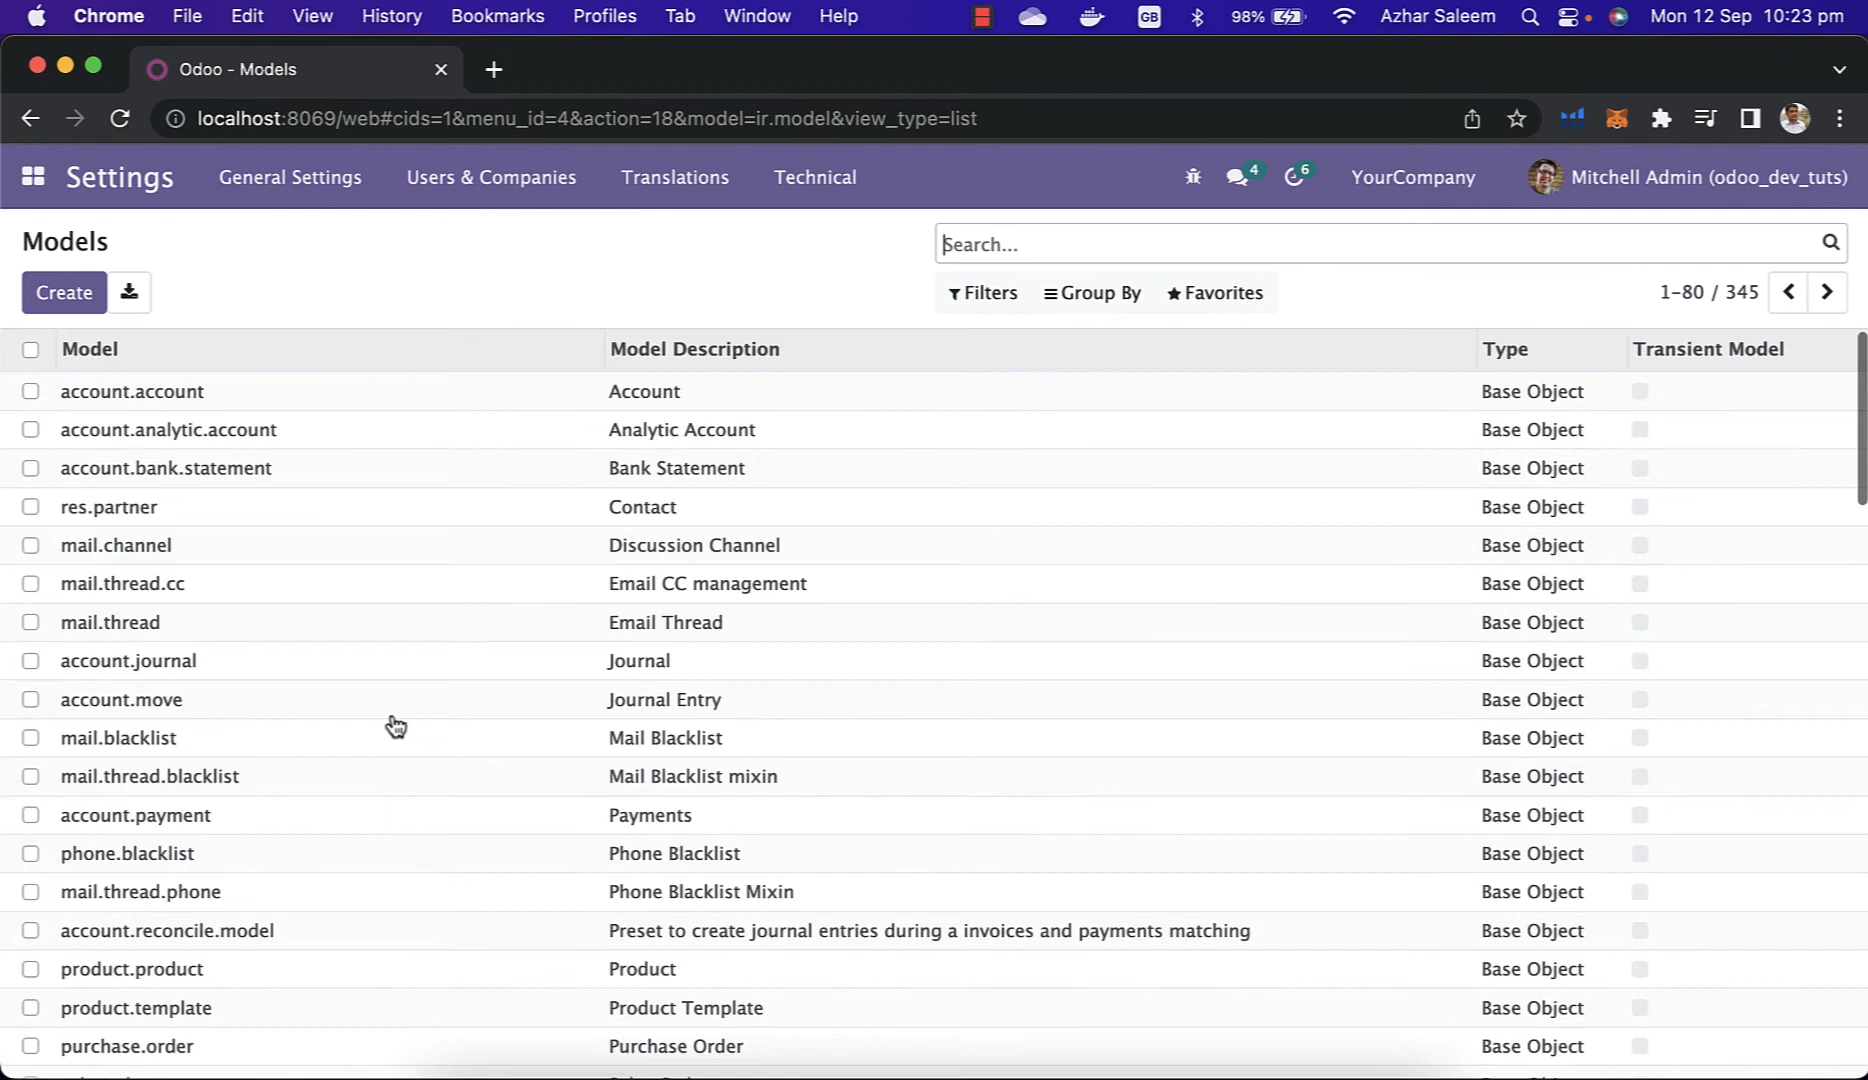 Chrome File Edit View History Bookmarks Profiles Tab Window Help GB 98% Azhar Saleem Mon 12 Sep 10:23 pm
Odoo - Models
localhost:8069/web#cids=1&menu_id=4&action=18&model=ir.model&view_type=list
Settings General Settings Users & Companies Translations Technical 4 6 YourCompany Mitchell Admin (odoo_dev_tuts)
Models Search...
Create Filters Group By Favorites 1-80 / 345
Model Model Description Type Transient Model
account.account Account Base Object
account.analytic.account Analytic Account Base Object
account.bank.statement Bank Statement Base Object
res.partner Contact Base Object
mail.channel Discussion Channel Base Object
mail.thread.cc Email CC management Base Object
mail.thread Email Thread Base Object
account.journal Journal Base Object
account.move Journal Entry Base Object
mail.blacklist Mail Blacklist Base Object
mail.thread.blacklist Mail Blacklist mixin Base Object
account.payment Payments Base Object
phone.blacklist Phone Blacklist Base Object
mail.thread.phone Phone Blacklist Mixin Base Object
account.reconcile.model Preset to create journal entries during a invoices and payments matching Base Object
product.product Product Base Object
product.template Product Template Base Object
purchase.order Purchase Order Base Object